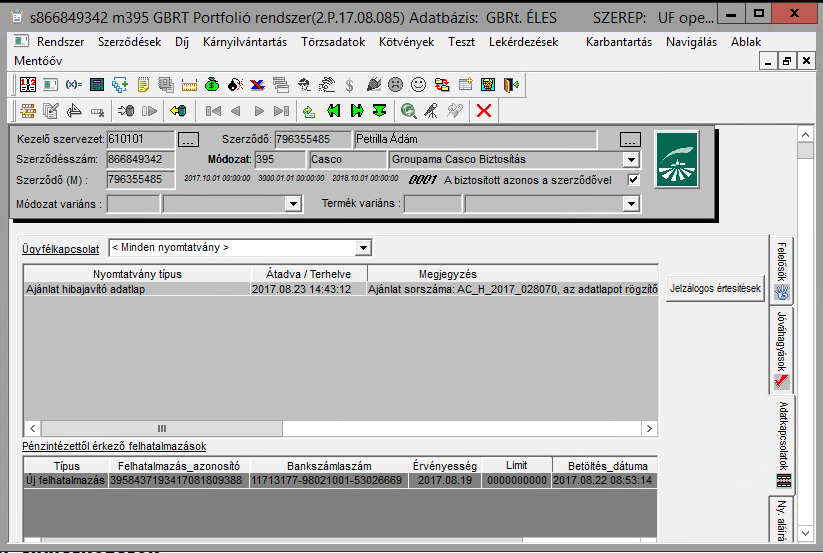 s866849342 m395 GBRT Portfolió rendszer(2.P.17.08.085) Adatbázis: GBRt. ÉLES SZEREP: UF ope...
Rendszer Szerződések Díj Kárnyilvántartás Törzsadatok Kötvények Teszt Lekérdezések Karbantartás Navigálás Ablak
Mentőöv
Kezelő szervezet: 610101 ... Szerződő: 796355485 Petrilla Ádám ...
Szerződésszám: 866849342 Módozat: 395 Casco Groupama Casco Biztosítás
Szerződő (M) : 796355485 2017.10.01 00:00:00 3000.01.01 00:00:00 2018.10.01 00:00:00 0001 A biztosított azonos a szerződővel
Módozat variáns : Termék variáns :
Ügyfélkapcsolat < Minden nyomtatvány >
Nyomtatvány típus Átadva / Terhelve Megjegyzés
Ajánlat hibajavító adatlap 2017.08.23 14:43:12 Ajánlat sorszáma: AC_H_2017_028070, az adatlapot rögzítő
Jelzálogos értesítések
Felelősök
Jóváhagyások
Adatkapcsolatok
Ny. aláírá
Pénzintézettől érkező felhatalmazások
Típus Felhatalmazás_azonosító Bankszámlaszám Érvényesség Limit Betöltés_dátuma
Új felhatalmazás 3958437193417081809388 11713177-98021001-53026669 2017.08.19 0000000000 2017.08.22 08:53:14